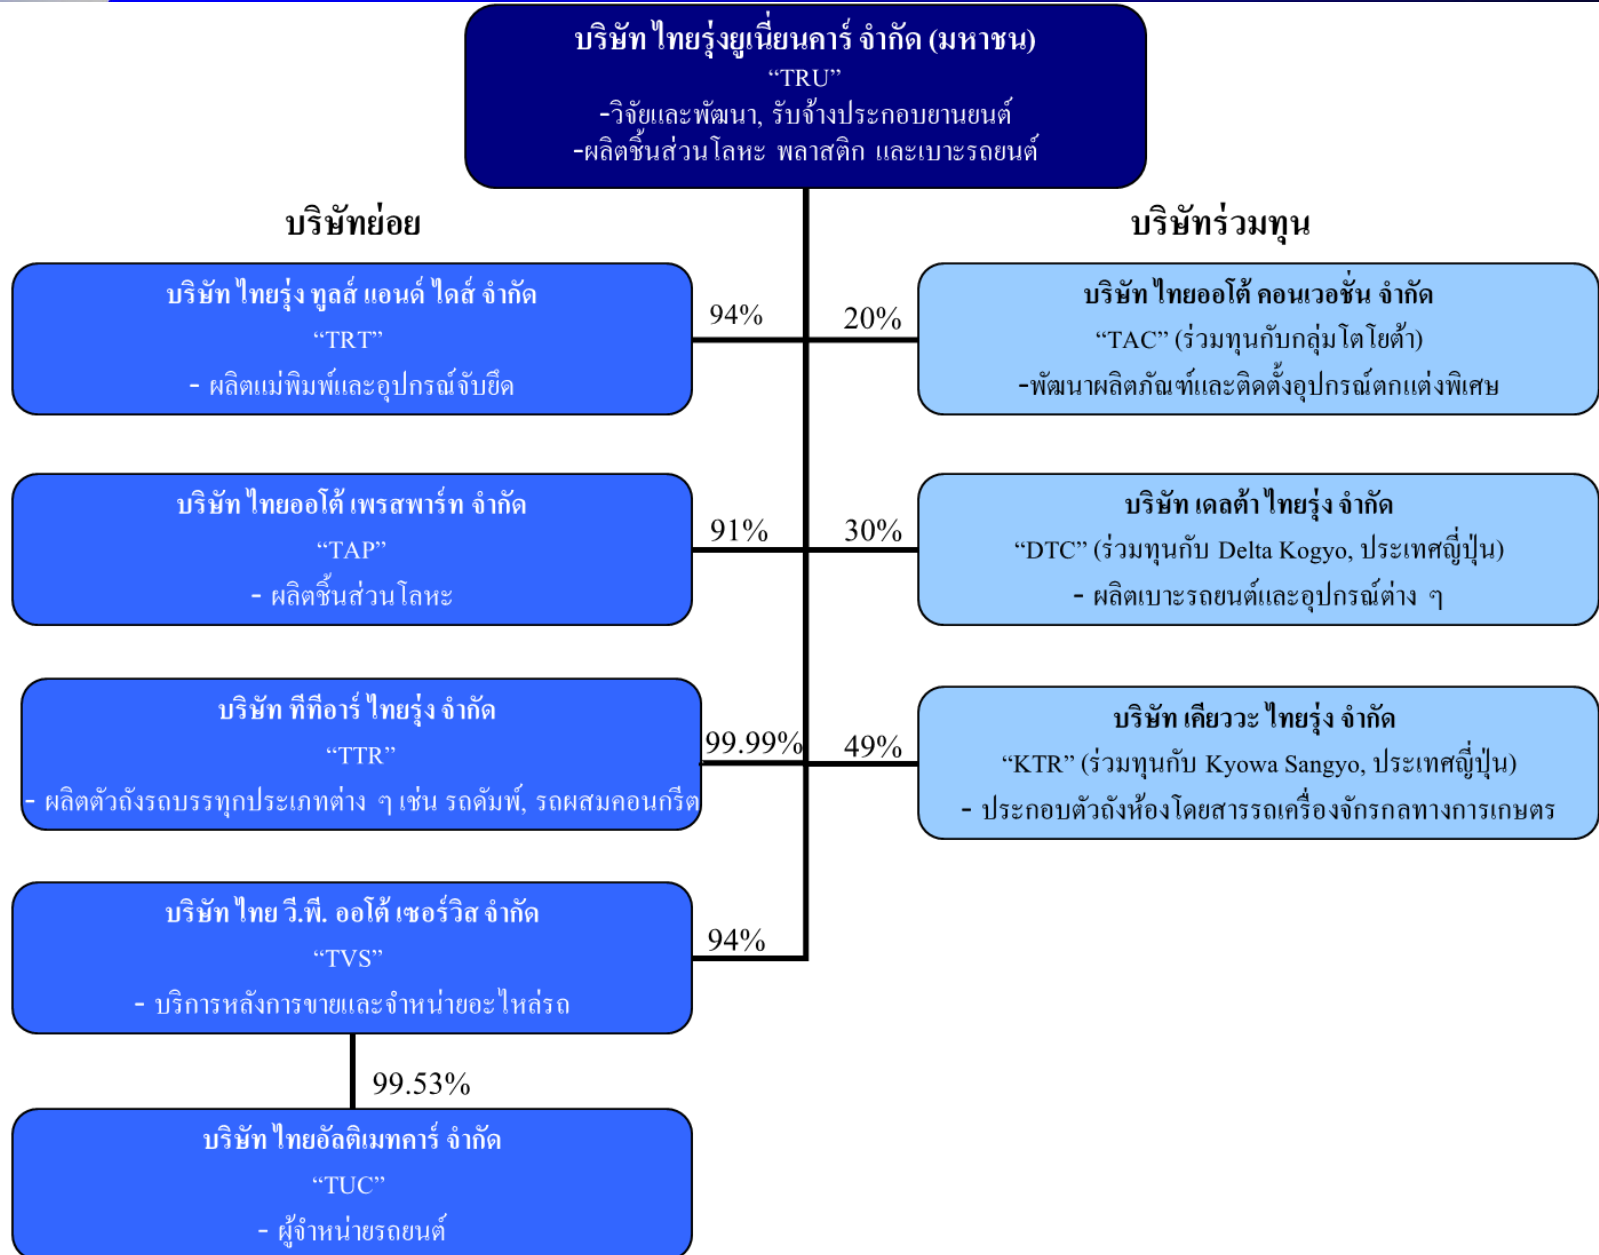 บริษัท ไทยรุ่งยูเนี่ยนคาร์ จำกัด (มหาชน)
“TRU”
-วิจัยและพัฒนา, รับจ้างประกอบยานยนต์
-ผลิตชิ้นส่วนโลหะ พลาสติก และเบาะรถยนต์
บริษัทย่อย
บริษัท ไทยรุ่ง ทูลส์ แอนด์ ไดส์ จำกัด
“TRT”
- ผลิตแม่พิมพ์และอุปกรณ์จับยึด
94%
บริษัท ไทยออโต้ เพรสพาร์ท จำกัด
“TAP”
- ผลิตชิ้นส่วนโลหะ
91%
บริษัท ทีทีอาร์ ไทยรุ่ง จำกัด
“TTR”
- ผลิตตัวถังรถบรรทุกประเภทต่าง ๆ เช่น รถดัมพ์, รถผสมคอนกรีต
99.99%
บริษัท ไทย วี.พี. ออโต้ เซอร์วิส จำกัด
“TVS”
- บริการหลังการขายและจำหน่ายอะไหล่รถ
94%
99.53%
บริษัท ไทยอัลติเมทคาร์ จำกัด
“TUC”
- ผู้จำหน่ายรถยนต์
บริษัทร่วมทุน
20%
บริษัท ไทยออโต้ คอนเวอชั่น จำกัด
“TAC” (ร่วมทุนกับกลุ่มโตโยต้า)
-พัฒนาผลิตภัณฑ์และติดตั้งอุปกรณ์ตกแต่งพิเศษ
30%
บริษัท เดลต้า ไทยรุ่ง จำกัด
“DTC” (ร่วมทุนกับ Delta Kogyo, ประเทศญี่ปุ่น)
- ผลิตเบาะรถยนต์และอุปกรณ์ต่าง ๆ
49%
บริษัท เคียววะ ไทยรุ่ง จำกัด
“KTR” (ร่วมทุนกับ Kyowa Sangyo, ประเทศญี่ปุ่น)
- ประกอบตัวถังห้องโดยสารรถเครื่องจักรกลทางการเกษตร